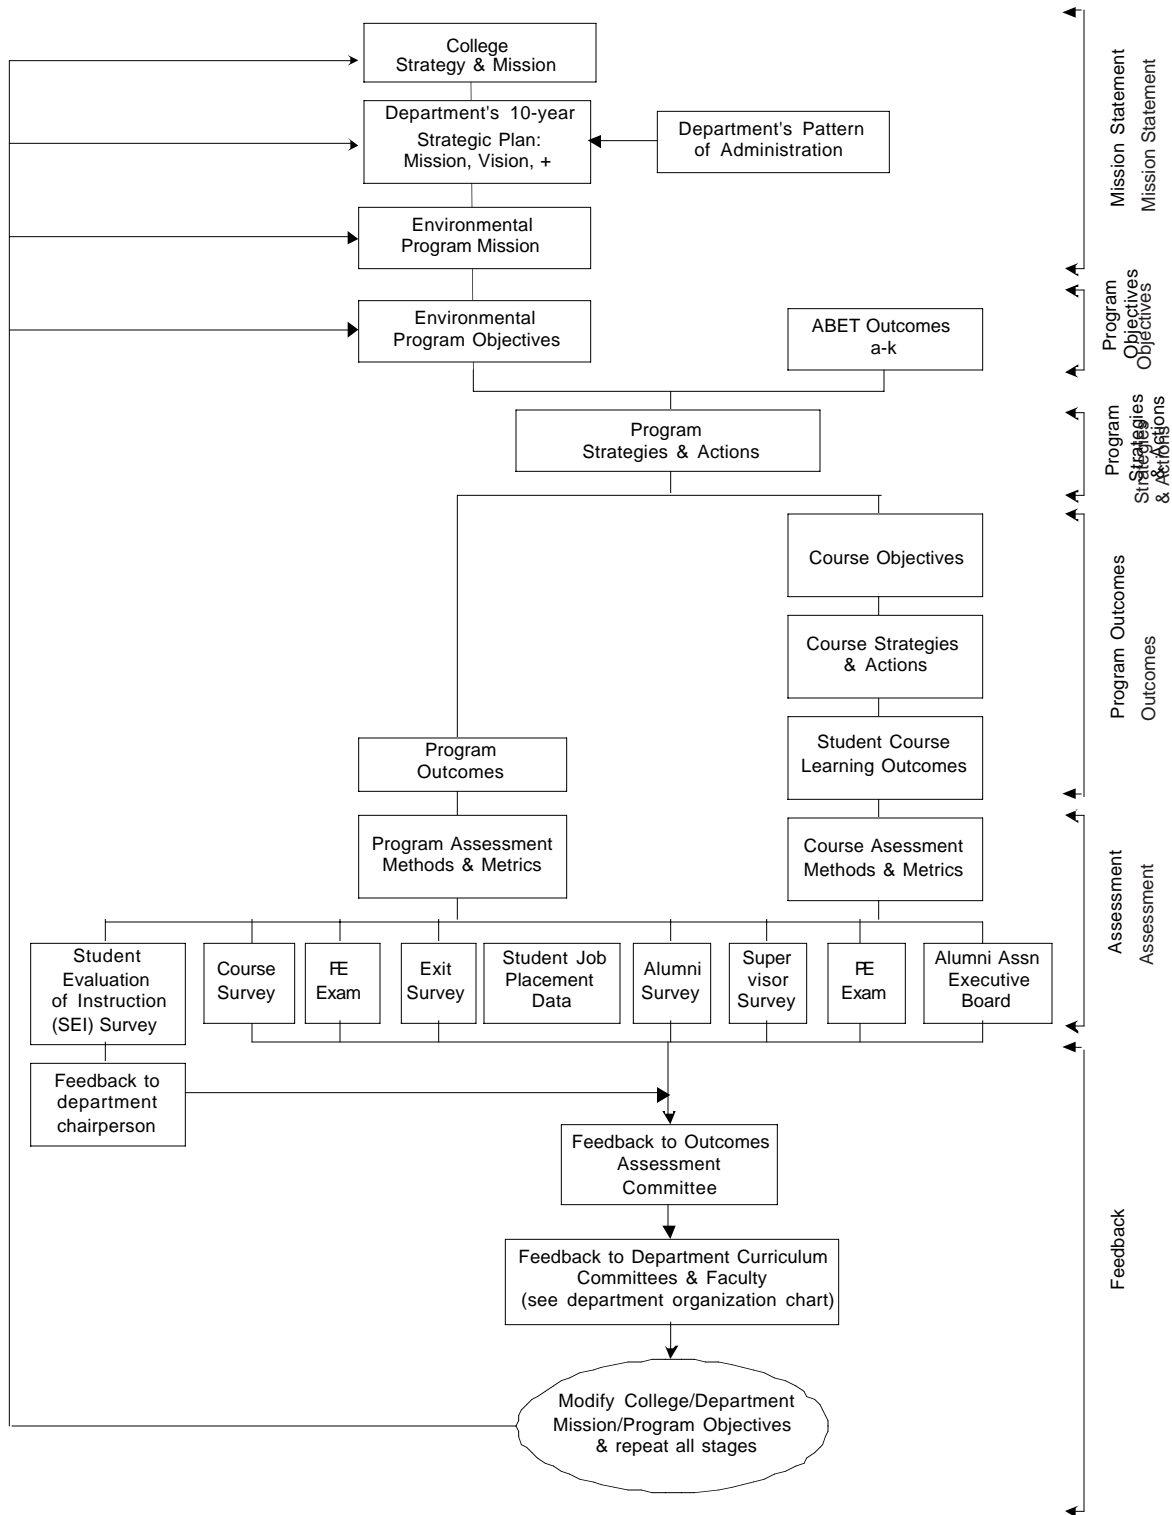 College
Strategy & Mission
Department's 10-year
Strategic Plan:
Mission, Vision, +
Department's Pattern
of Administration
Environmental
Program Mission
Environmental
Program Objectives
ABET Outcomes
a-k
Program
Strategies & Actions
Course Objectives
Course Strategies
& Actions
Student Course
Learning Outcomes
Program
Outcomes
Program Assessment
Methods & Metrics
Course Asessment
Methods & Metrics
Student
Evaluation
of Instruction
(SEI) Survey
Course
Survey
FE
Exam
Exit
Survey
Student Job
Placement
Data
Alumni
Survey
Super
visor
Survey
PE
Exam
Alumni Assn
Executive
Board
Feedback to
department
chairperson
Feedback to Outcomes
Assessment
Committee
Feedback to Department Curriculum
Committees & Faculty
(see department organization chart)
Modify College/Department
Mission/Program Objectives
& repeat all stages
Mission Statement
Mission Statement
Program
Objectives
Objectives
Program
Strategies
& Actions
Strategies
& Actions
Program Outcomes
Outcomes
Assessment
Assessment
Feedback